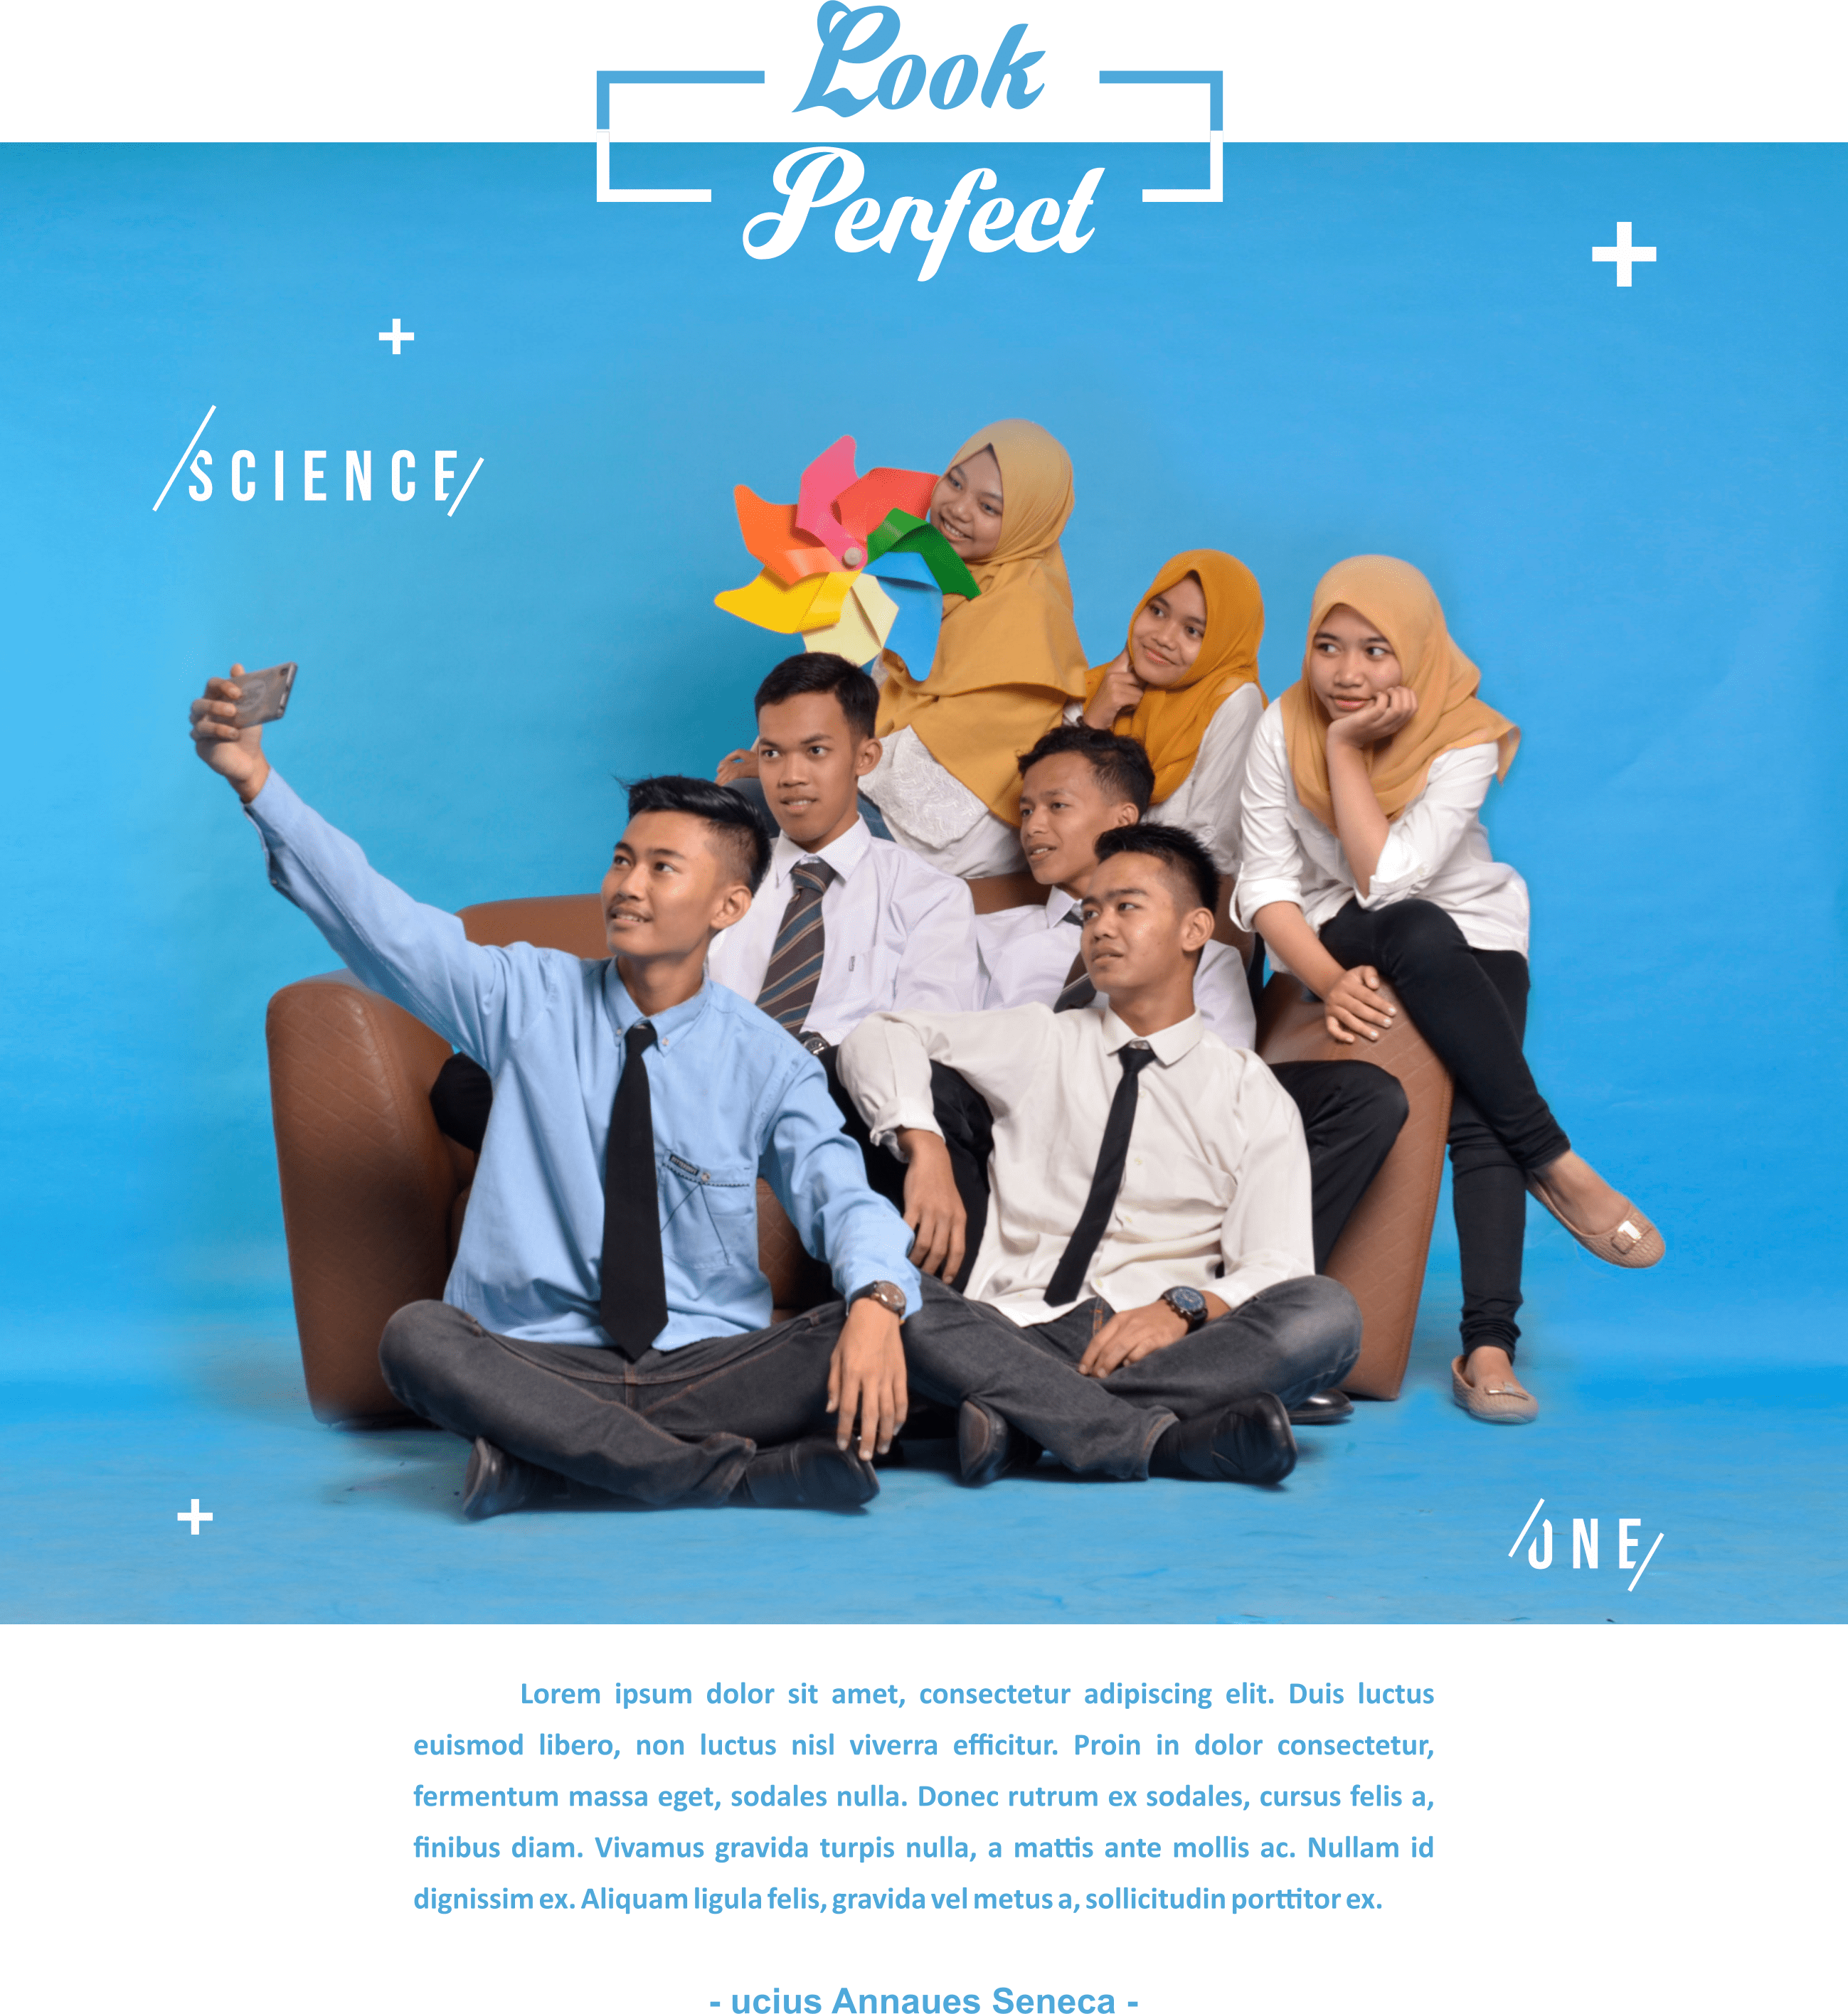 Look
Perfect
SCIENCE
ONE
Lorem ipsum dolor sit amet, consectetur adipiscing elit. Duis luctus
euismod libero, non luctus nisl viverra efficitur. Proin in dolor consectetur,
fermentum massa eget, sodales nulla. Donec rutrum ex sodales, cursus felis a,
finibus diam. Vivamus gravida turpis nulla, a mattis ante mollis ac. Nullam id
dignissim ex. Aliquam ligula felis, gravida vel metus a, sollicitudin porttitor ex.
- ucius Annaues Seneca -